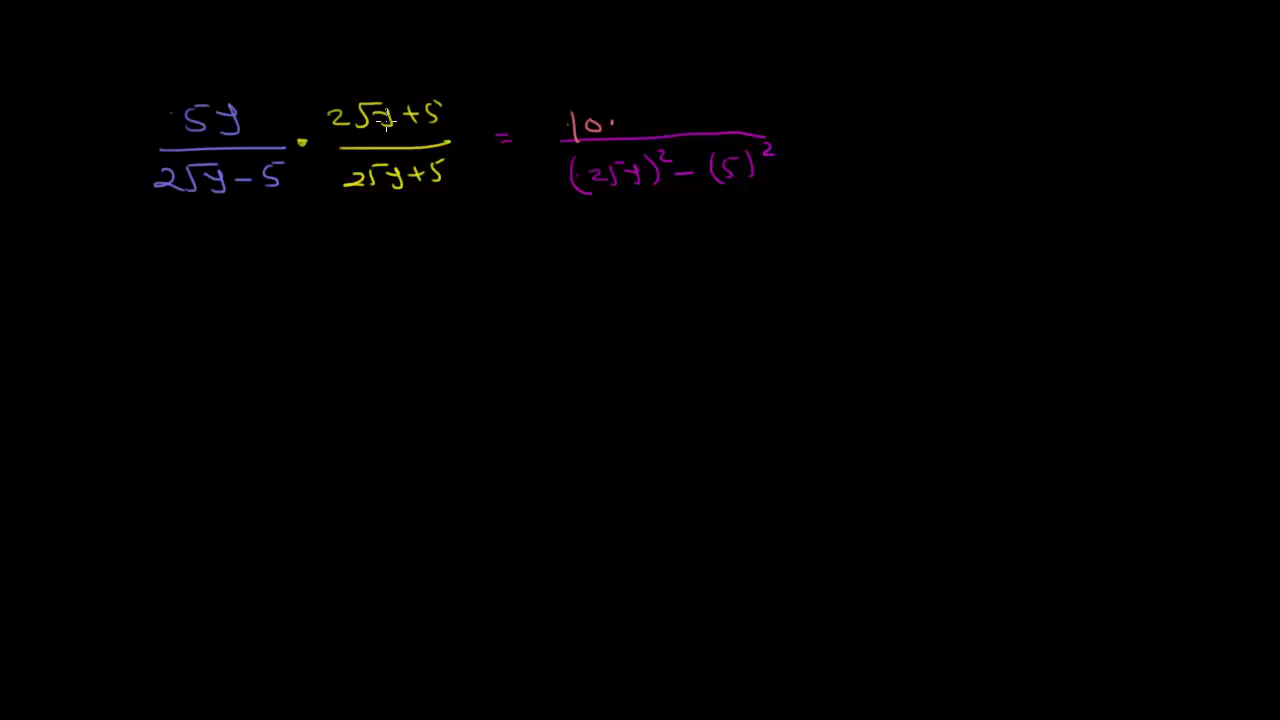 5y / (2√y − 5) · (2√y + 5) / (2√y + 5) = 10· / ((2√y)² − (5)²)